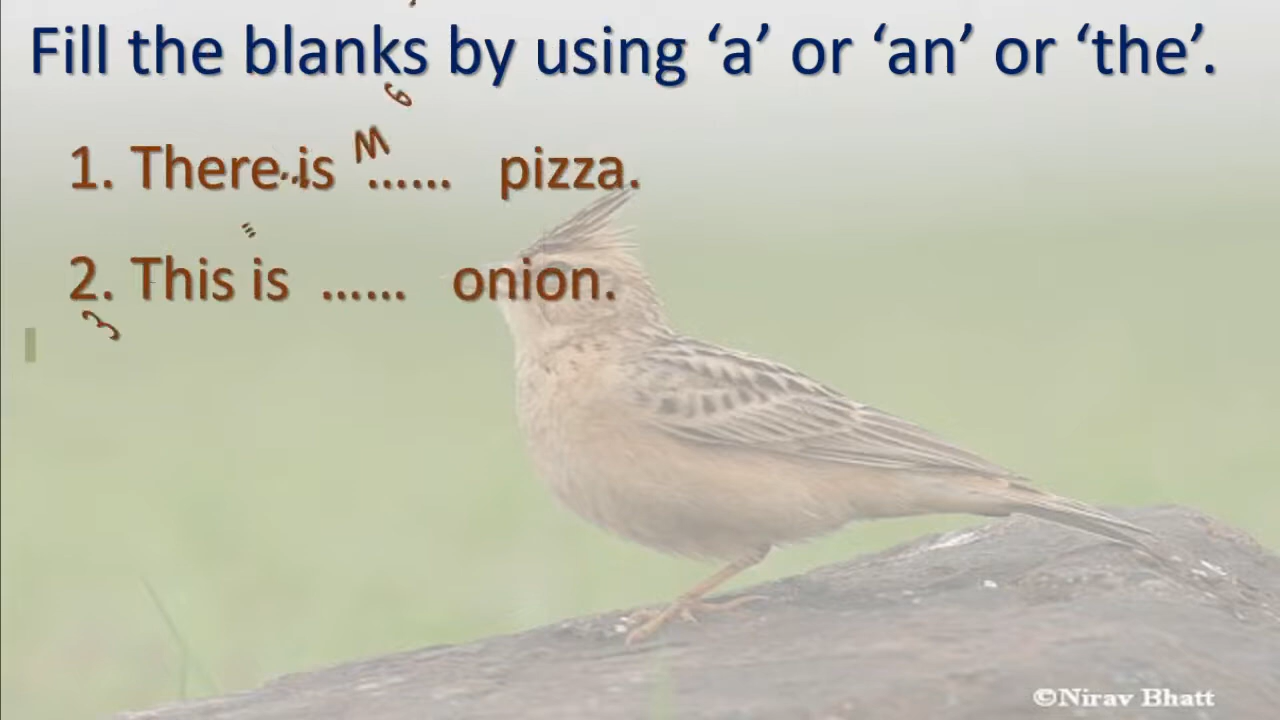 Fill the blanks by using ‘a’ or ‘an’ or ‘the’.
1. There is ...... pizza.
2. This is ...... onion.
©Nirav Bhatt